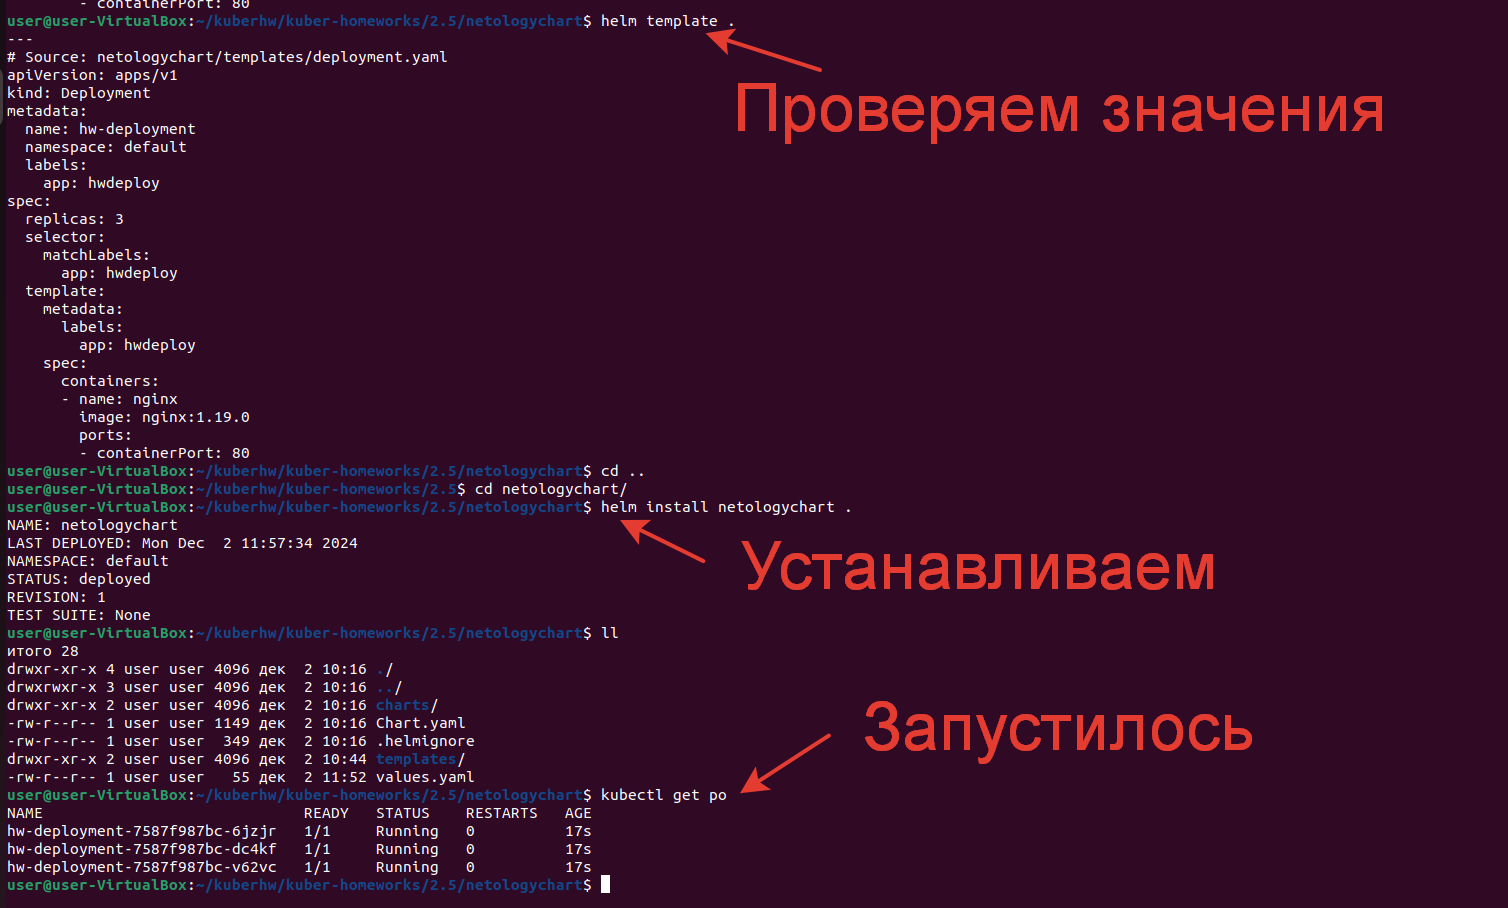 - containerPort: 80
user@user-VirtualBox:~/kuberhw/kuber-homeworks/2.5/netologychart$ helm template .
---
# Source: netologychart/templates/deployment.yaml
apiVersion: apps/v1
kind: Deployment
metadata:
  name: hw-deployment
  namespace: default
  labels:
    app: hwdeploy
spec:
  replicas: 3
  selector:
    matchLabels:
      app: hwdeploy
  template:
    metadata:
      labels:
        app: hwdeploy
    spec:
      containers:
      - name: nginx
        image: nginx:1.19.0
        ports:
        - containerPort: 80
Проверяем значения
user@user-VirtualBox:~/kuberhw/kuber-homeworks/2.5/netologychart$ cd ..
user@user-VirtualBox:~/kuberhw/kuber-homeworks/2.5$ cd netologychart/
user@user-VirtualBox:~/kuberhw/kuber-homeworks/2.5/netologychart$ helm install netologychart .
NAME: netologychart
LAST DEPLOYED: Mon Dec  2 11:57:34 2024
NAMESPACE: default
STATUS: deployed
REVISION: 1
TEST SUITE: None
Устанавливаем
user@user-VirtualBox:~/kuberhw/kuber-homeworks/2.5/netologychart$ ll
итого 28
drwxr-xr-x 4 user user 4096 дек  2 10:16 ./
drwxrwxr-x 3 user user 4096 дек  2 10:16 ../
drwxr-xr-x 2 user user 4096 дек  2 10:16 charts/
-rw-r--r-- 1 user user 1149 дек  2 10:16 Chart.yaml
-rw-r--r-- 1 user user  349 дек  2 10:16 .helmignore
drwxr-xr-x 2 user user 4096 дек  2 10:44 templates/
-rw-r--r-- 1 user user   55 дек  2 11:52 values.yaml
Запустилось
user@user-VirtualBox:~/kuberhw/kuber-homeworks/2.5/netologychart$ kubectl get po
NAME                             READY   STATUS    RESTARTS   AGE
hw-deployment-7587f987bc-6jzjr   1/1     Running   0          17s
hw-deployment-7587f987bc-dc4kf   1/1     Running   0          17s
hw-deployment-7587f987bc-v62vc   1/1     Running   0          17s
user@user-VirtualBox:~/kuberhw/kuber-homeworks/2.5/netologychart$